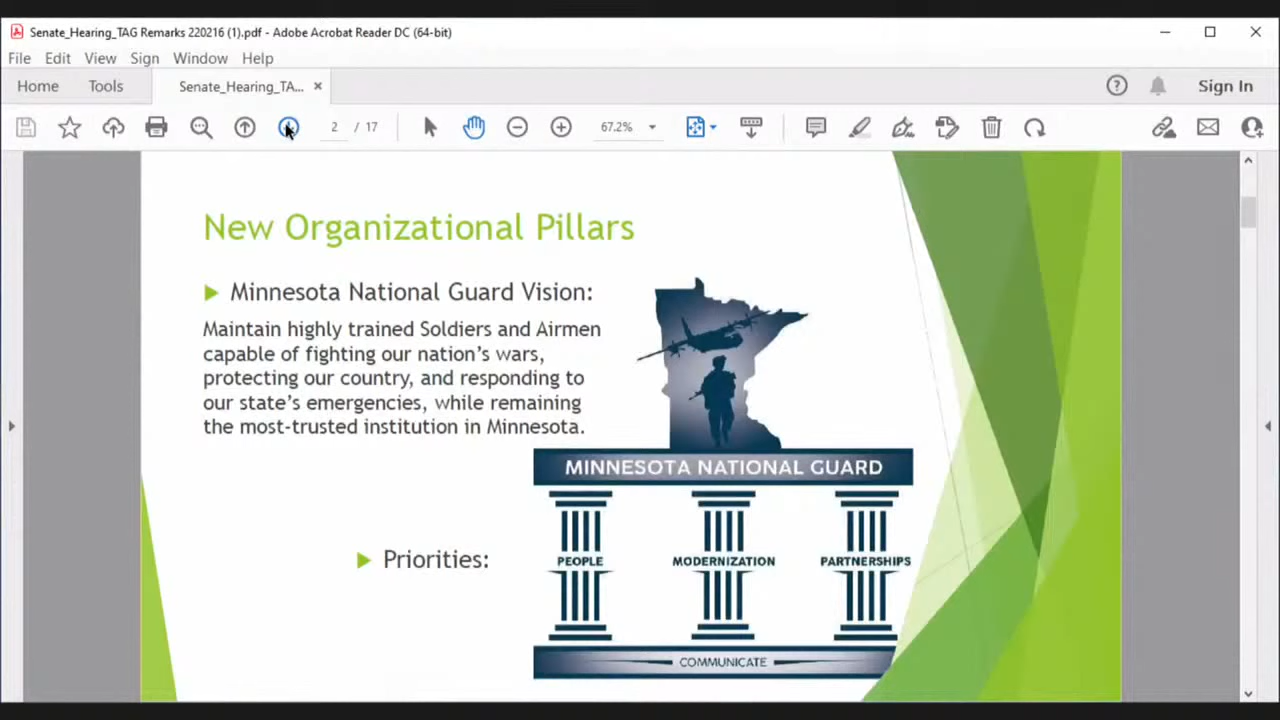 Senate_Hearing_TAG Remarks 220216 (1).pdf - Adobe Acrobat Reader DC (64-bit)
File Edit View Sign Window Help
Home Tools Senate_Hearing_TA... × Sign In
2 / 17 67.2%
New Organizational Pillars
Minnesota National Guard Vision:
Maintain highly trained Soldiers and Airmen
capable of fighting our nation's wars,
protecting our country, and responding to
our state's emergencies, while remaining
the most-trusted institution in Minnesota.
MINNESOTA NATIONAL GUARD
Priorities:
PEOPLE MODERNIZATION PARTNERSHIPS
COMMUNICATE